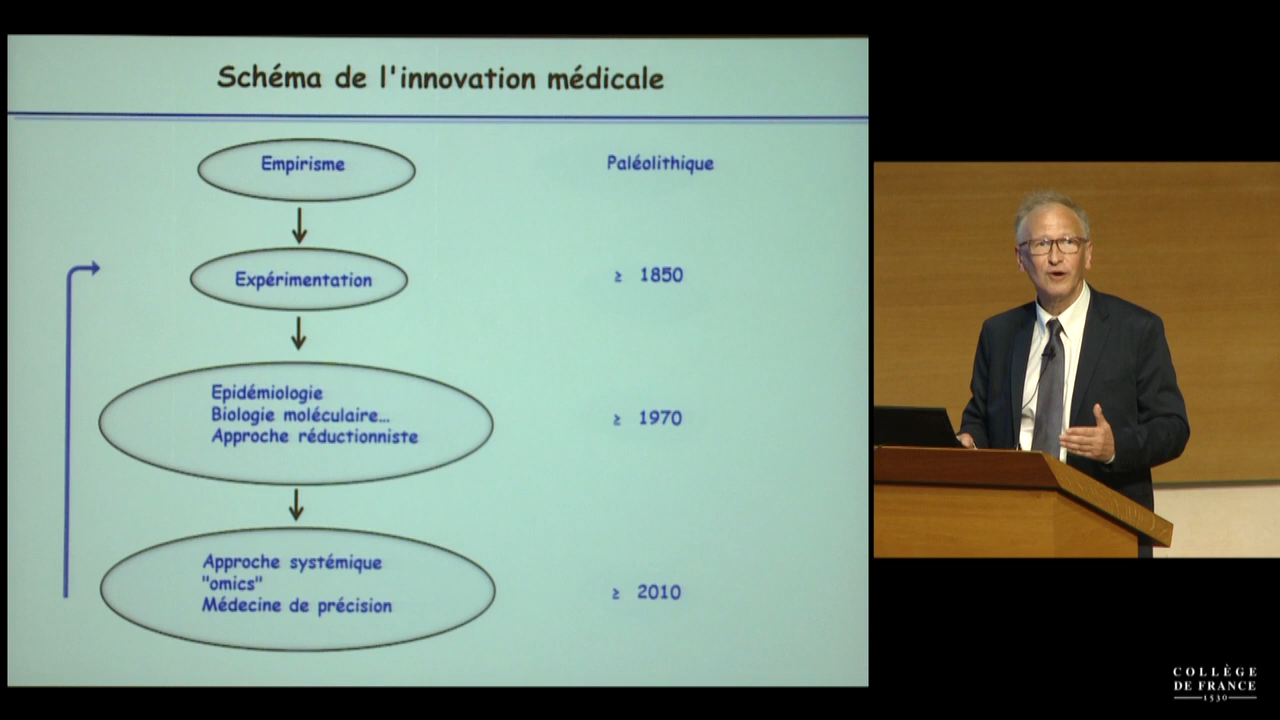 Schéma de l'innovation médicale
Empirisme
Paléolithique
Expérimentation
≥ 1850
Epidémiologie
Biologie moléculaire...
Approche réductionniste
≥ 1970
Approche systémique
"omics"
Médecine de précision
≥ 2010
COLLÈGE
DE FRANCE
1530